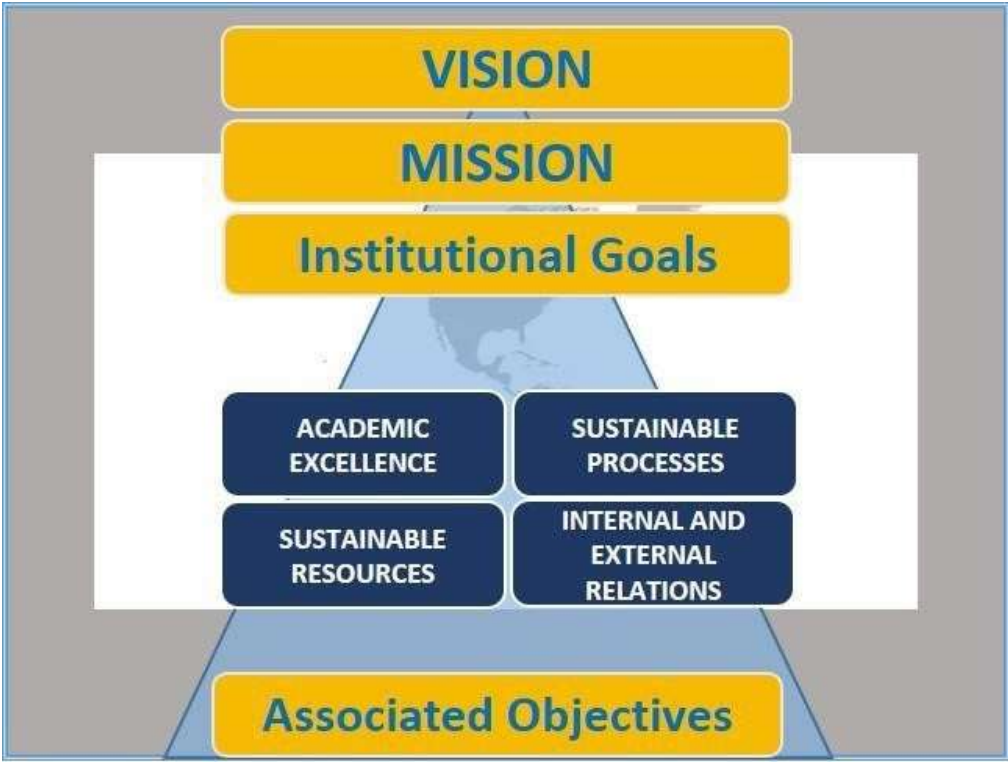 VISION
MISSION
Institutional Goals
ACADEMIC
EXCELLENCE
SUSTAINABLE
PROCESSES
SUSTAINABLE
RESOURCES
INTERNAL AND
EXTERNAL
RELATIONS
Associated Objectives